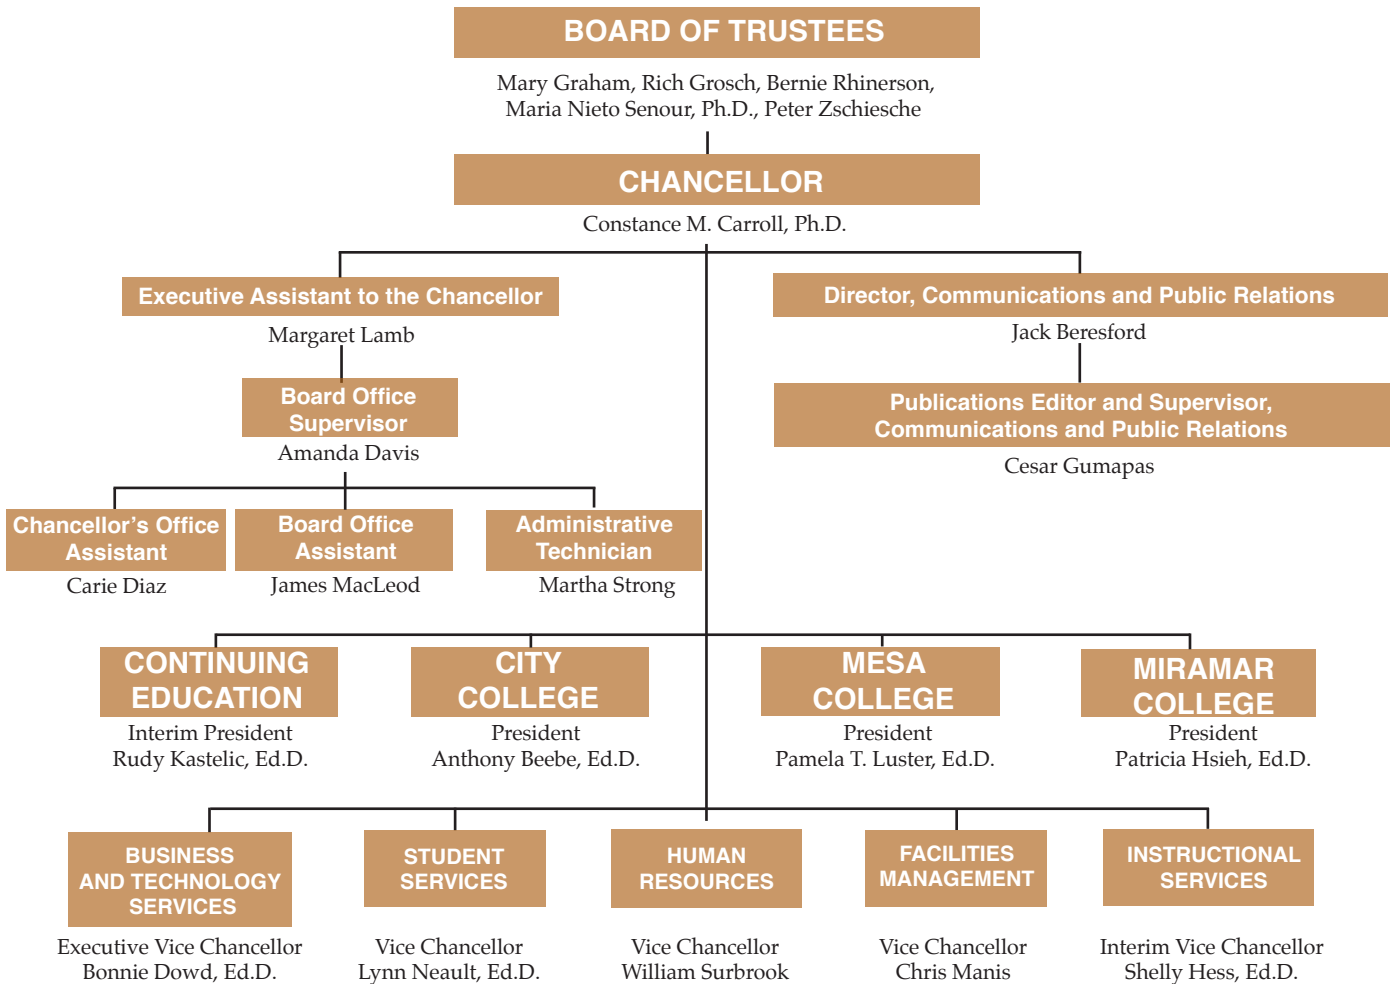 BOARD OF TRUSTEES
Mary Graham, Rich Grosch, Bernie Rhinerson,
Maria Nieto Senour, Ph.D., Peter Zschiesche
CHANCELLOR
Constance M. Carroll, Ph.D.
Executive Assistant to the Chancellor
Margaret Lamb
Director, Communications and Public Relations
Jack Beresford
Board Office
Supervisor
Amanda Davis
Publications Editor and Supervisor,
Communications and Public Relations
Cesar Gumapas
Chancellor's Office
Assistant
Carie Diaz
Board Office
Assistant
James MacLeod
Administrative
Technician
Martha Strong
CONTINUING
EDUCATION
Interim President
Rudy Kastelic, Ed.D.
CITY
COLLEGE
President
Anthony Beebe, Ed.D.
MESA
COLLEGE
President
Pamela T. Luster, Ed.D.
MIRAMAR
COLLEGE
President
Patricia Hsieh, Ed.D.
BUSINESS
AND TECHNOLOGY
SERVICES
Executive Vice Chancellor
Bonnie Dowd, Ed.D.
STUDENT
SERVICES
Vice Chancellor
Lynn Neault, Ed.D.
HUMAN
RESOURCES
Vice Chancellor
William Surbrook
FACILITIES
MANAGEMENT
Vice Chancellor
Chris Manis
INSTRUCTIONAL
SERVICES
Interim Vice Chancellor
Shelly Hess, Ed.D.